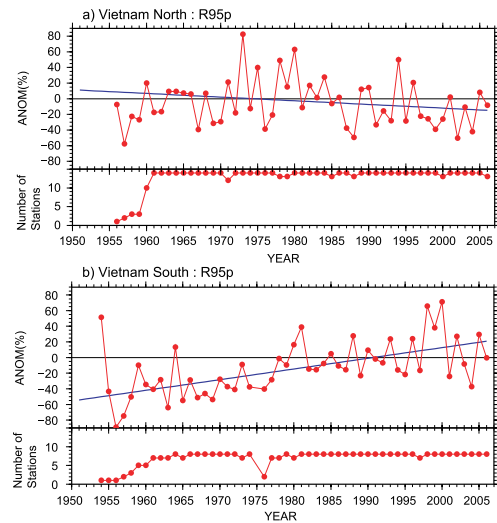 a) Vietnam North : R95p
80
60
40
20
0
−20
−40
−60
−80
ANOM(%)
10
5
0
Number of
Stations
1950 1955 1960 1965 1970 1975 1980 1985 1990 1995 2000 2005
YEAR
b) Vietnam South : R95p
80
60
40
20
0
−20
−40
−60
−80
ANOM(%)
10
5
0
Number of
Stations
1950 1955 1960 1965 1970 1975 1980 1985 1990 1995 2000 2005
YEAR